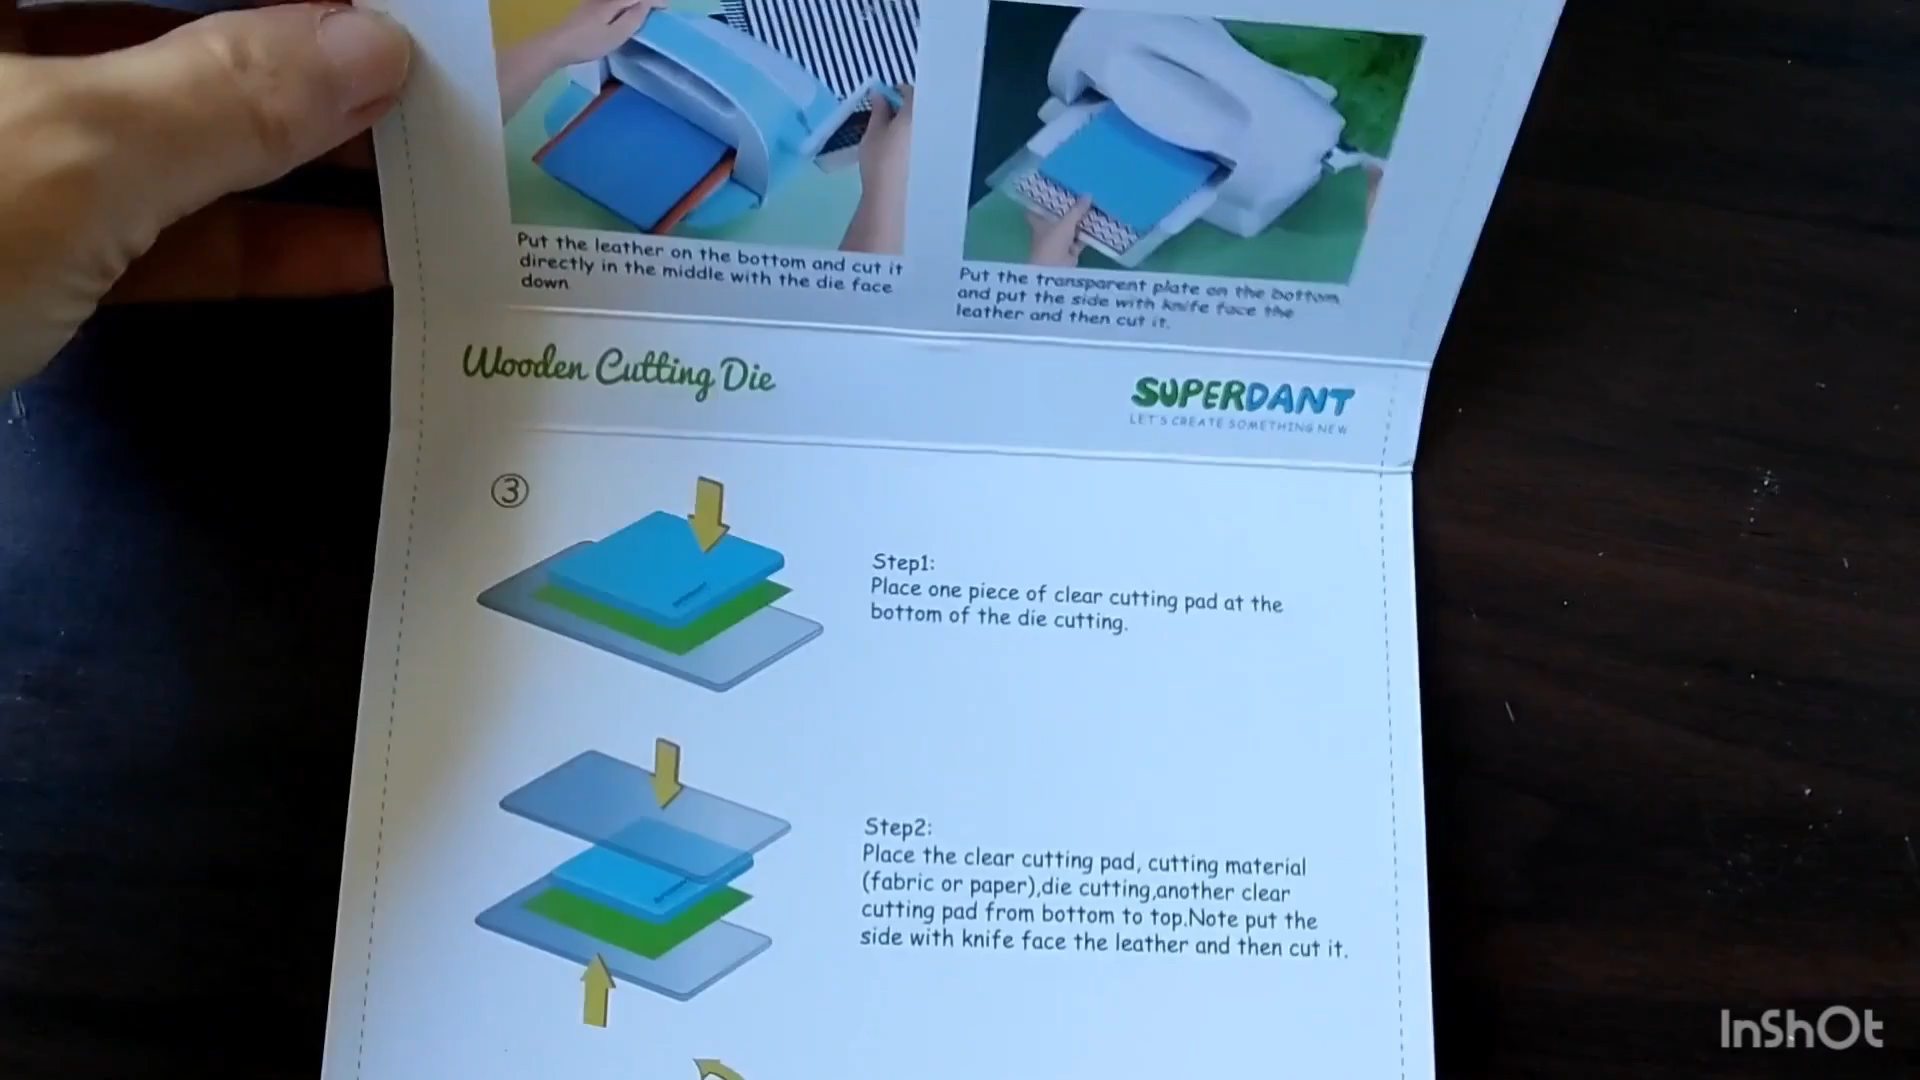 Put the leather on the bottom and cut it
directly in the middle with the die face
down
Put the transparent plate on the bottom
and put the side with knife face the
leather and then cut it.
Wooden Cutting Die
SUPERDANT
LET'S CREATE SOMETHING NEW
③
Step1:
Place one piece of clear cutting pad at the
bottom of the die cutting.
Step2:
Place the clear cutting pad, cutting material
(fabric or paper),die cutting,another clear
cutting pad from bottom to top.Note put the
side with knife face the leather and then cut it.
InShOt